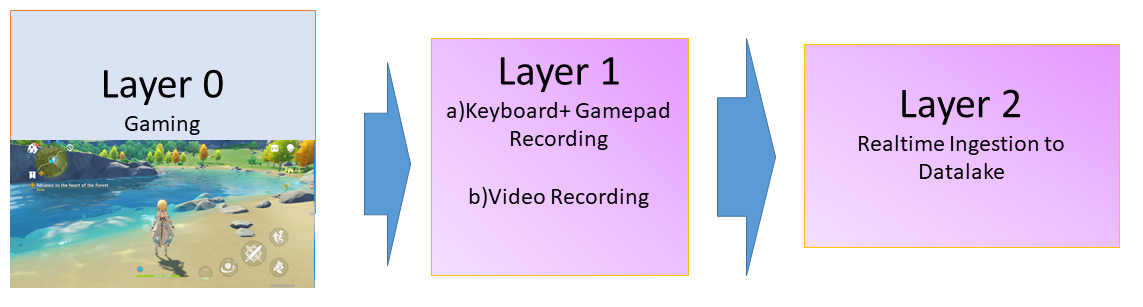 Layer 0
Gaming
Alliance to the heart of the Forest
Layer 1
a)Keyboard+ Gamepad
Recording
b)Video Recording
Layer 2
Realtime Ingestion to
Datalake